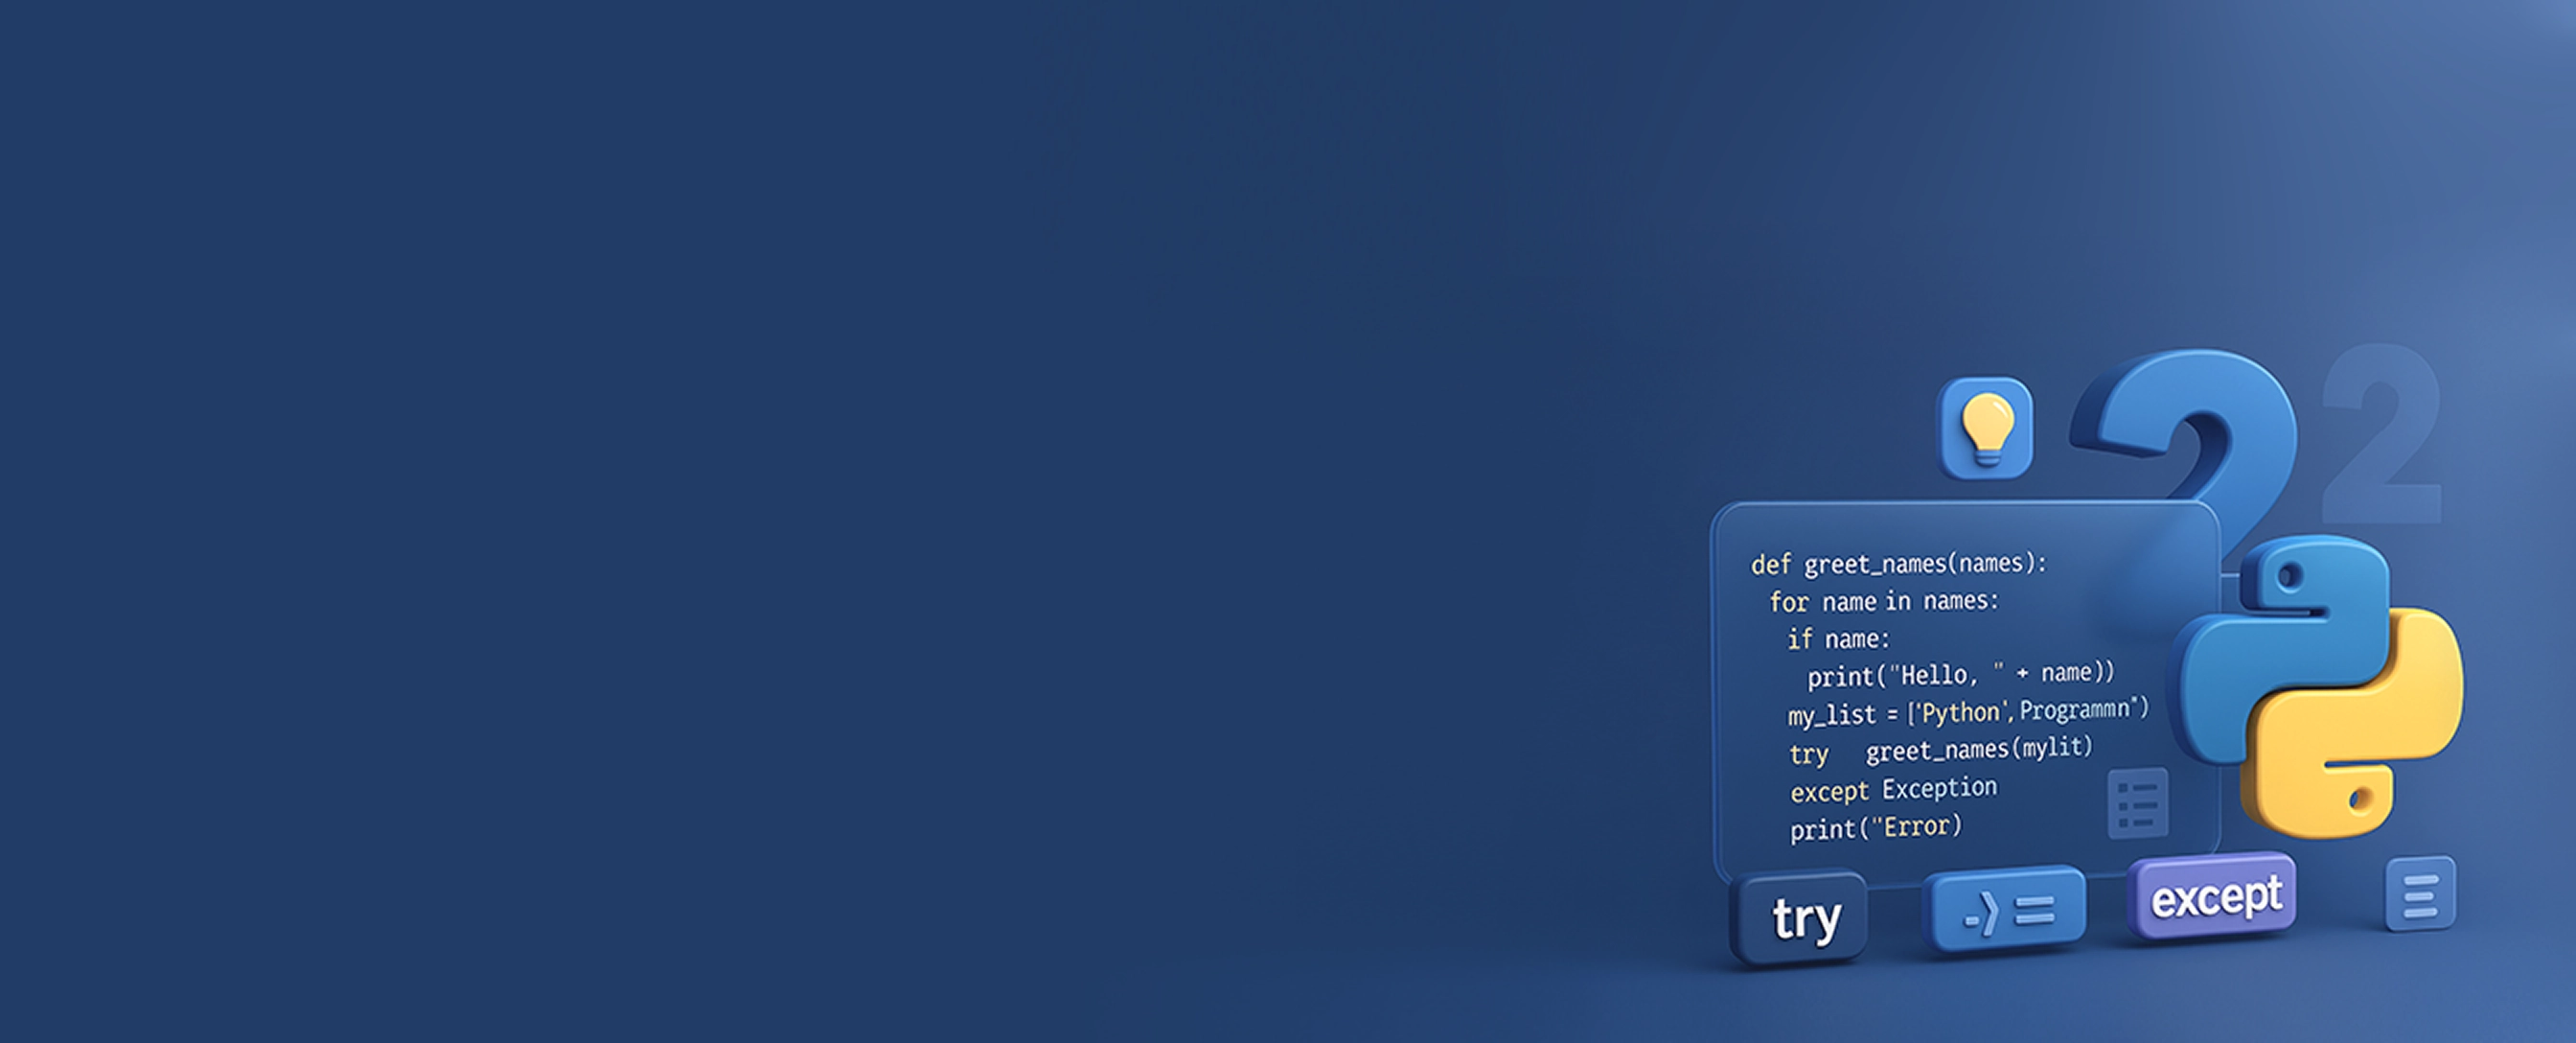 2
def greet_names(names):
for name in names:
if name:
print("Hello, " + name))
my_list = ['Python', Programmn")
try greet_names(mylit)
except Exception
print("Error)
try
-) =
except